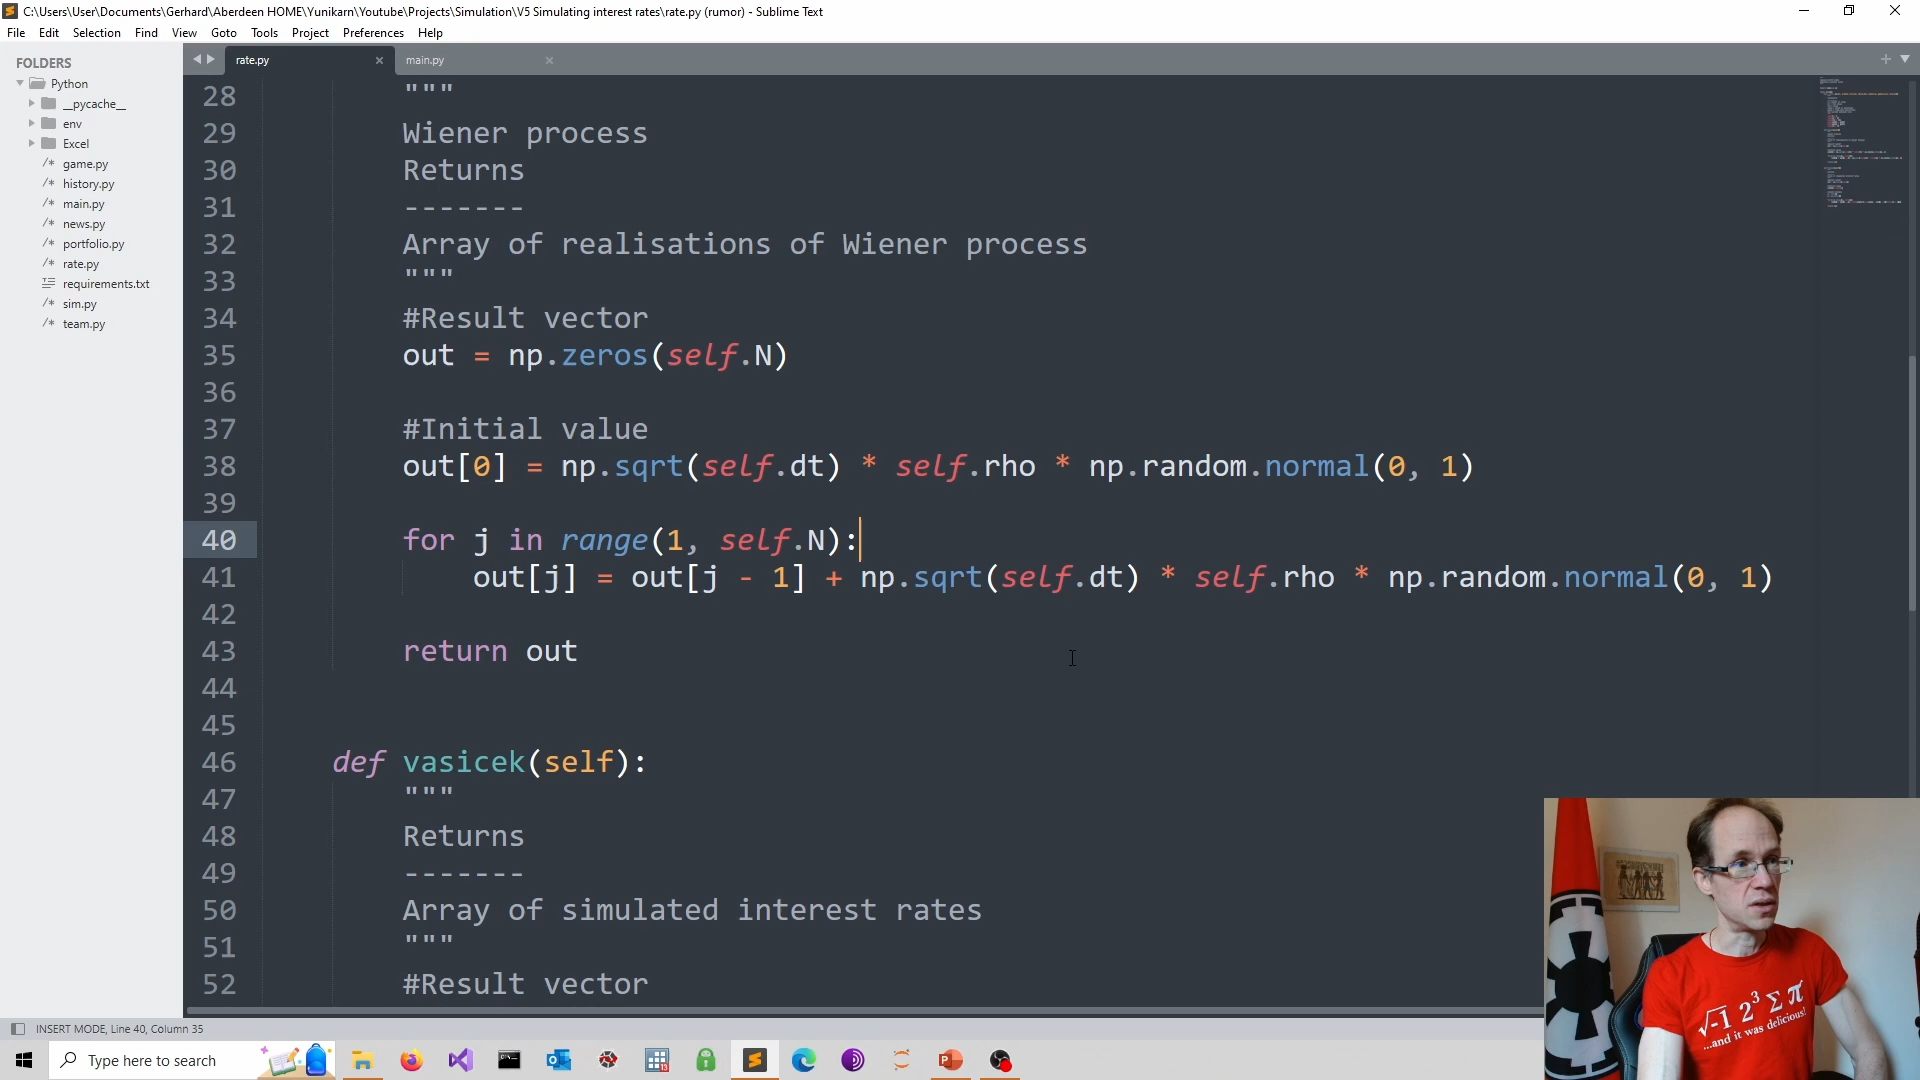 C:\Users\User\Documents\Gerhard\Aberdeen HOME\Yunikarn\Youtube\Projects\Simulation\V5 Simulating interest rates\rate.py (rumor) - Sublime Text
File Edit Selection Find View Goto Tools Project Preferences Help
FOLDERS
Python
__pycache__
env
Excel
game.py
history.py
main.py
news.py
portfolio.py
rate.py
requirements.txt
sim.py
team.py
rate.py main.py
28 """
29 Wiener process
30 Returns
31 -------
32 Array of realisations of Wiener process
33 """
34 #Result vector
35 out = np.zeros(self.N)
36
37 #Initial value
38 out[0] = np.sqrt(self.dt) * self.rho * np.random.normal(0, 1)
39
40 for j in range(1, self.N):
41 out[j] = out[j - 1] + np.sqrt(self.dt) * self.rho * np.random.normal(0, 1)
42
43 return out
44
45
46 def vasicek(self):
47 """
48 Returns
49 -------
50 Array of simulated interest rates
51 """
52 #Result vector
√-1 2³ Σ π
...and it was delicious!
INSERT MODE, Line 40, Column 35
Type here to search